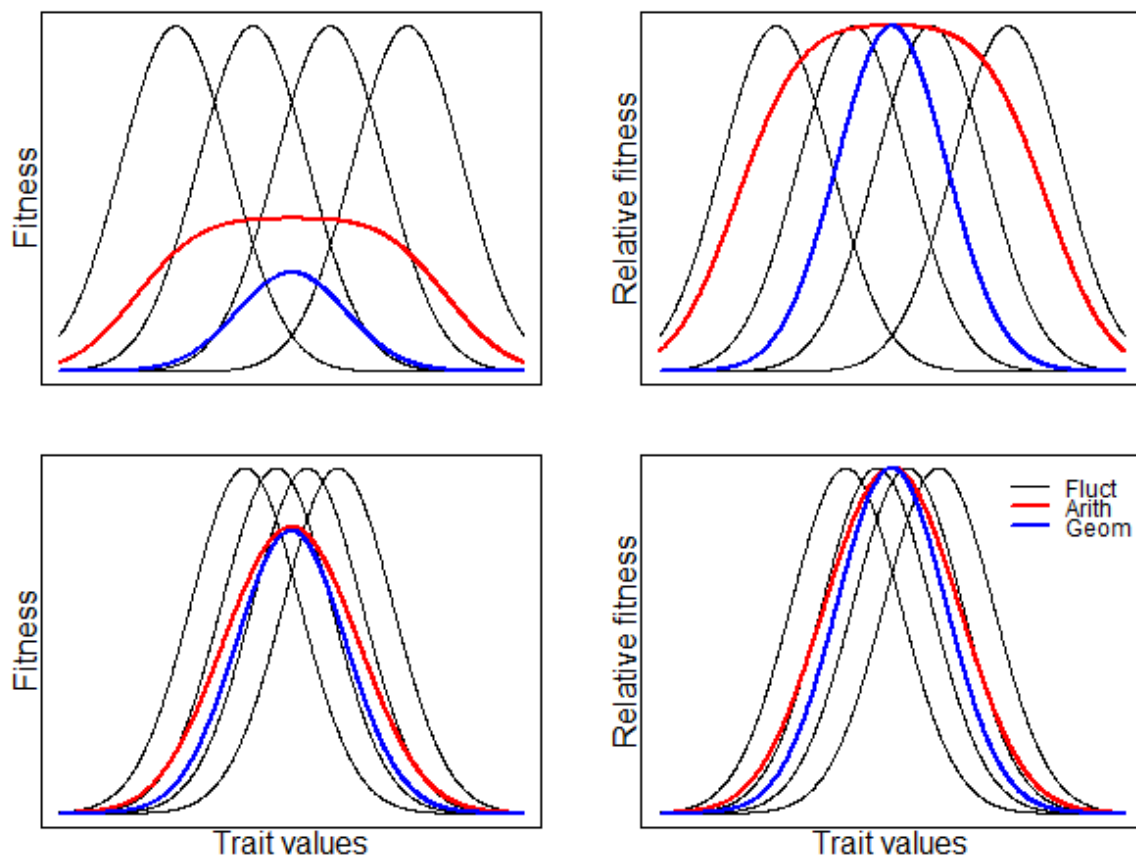 Fitness
Relative fitness
Fitness
Relative fitness
Fluct
Arith
Geom
Trait values
Trait values